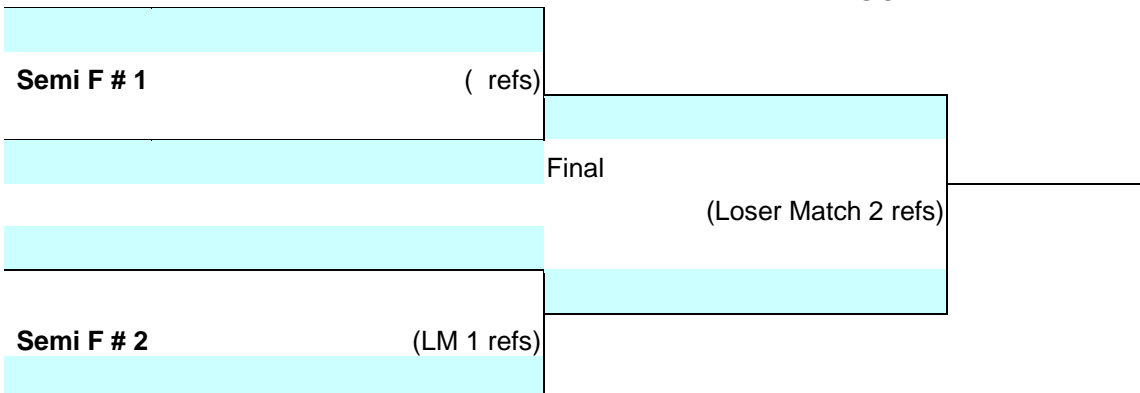 Semi F # 1 ( refs)
Final
(Loser Match 2 refs)
Semi F # 2 (LM 1 refs)